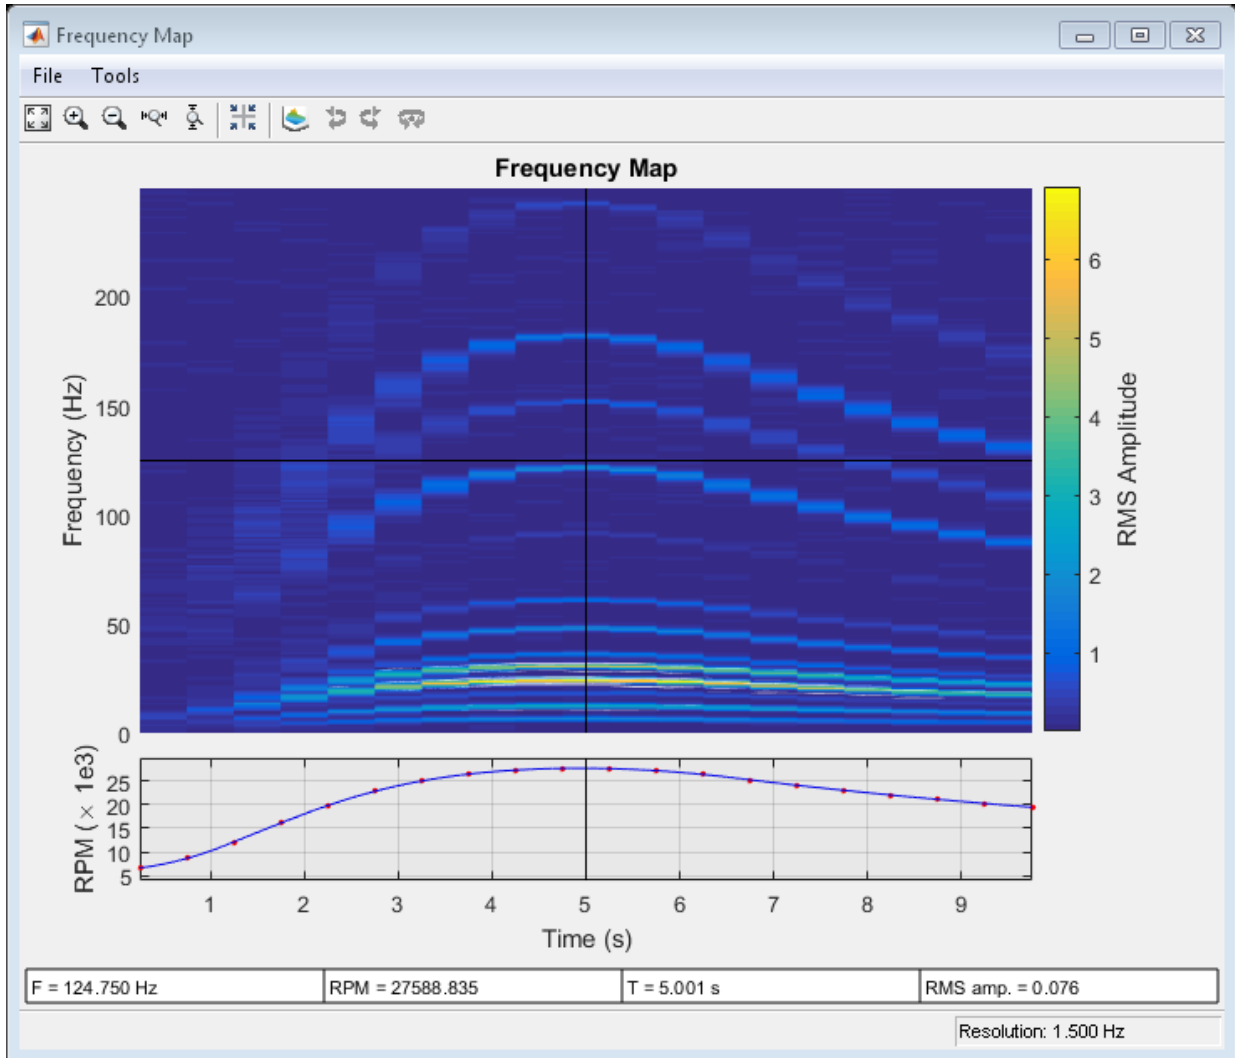 Frequency Map
File Tools
Frequency Map
Frequency (Hz)
200
150
100
50
0
6
5
4
3
2
1
RMS Amplitude
RPM ( × 1e3)
25
20
15
10
5
1 2 3 4 5 6 7 8 9
Time (s)
F = 124.750 Hz RPM = 27588.835 T = 5.001 s RMS amp. = 0.076
Resolution: 1.500 Hz